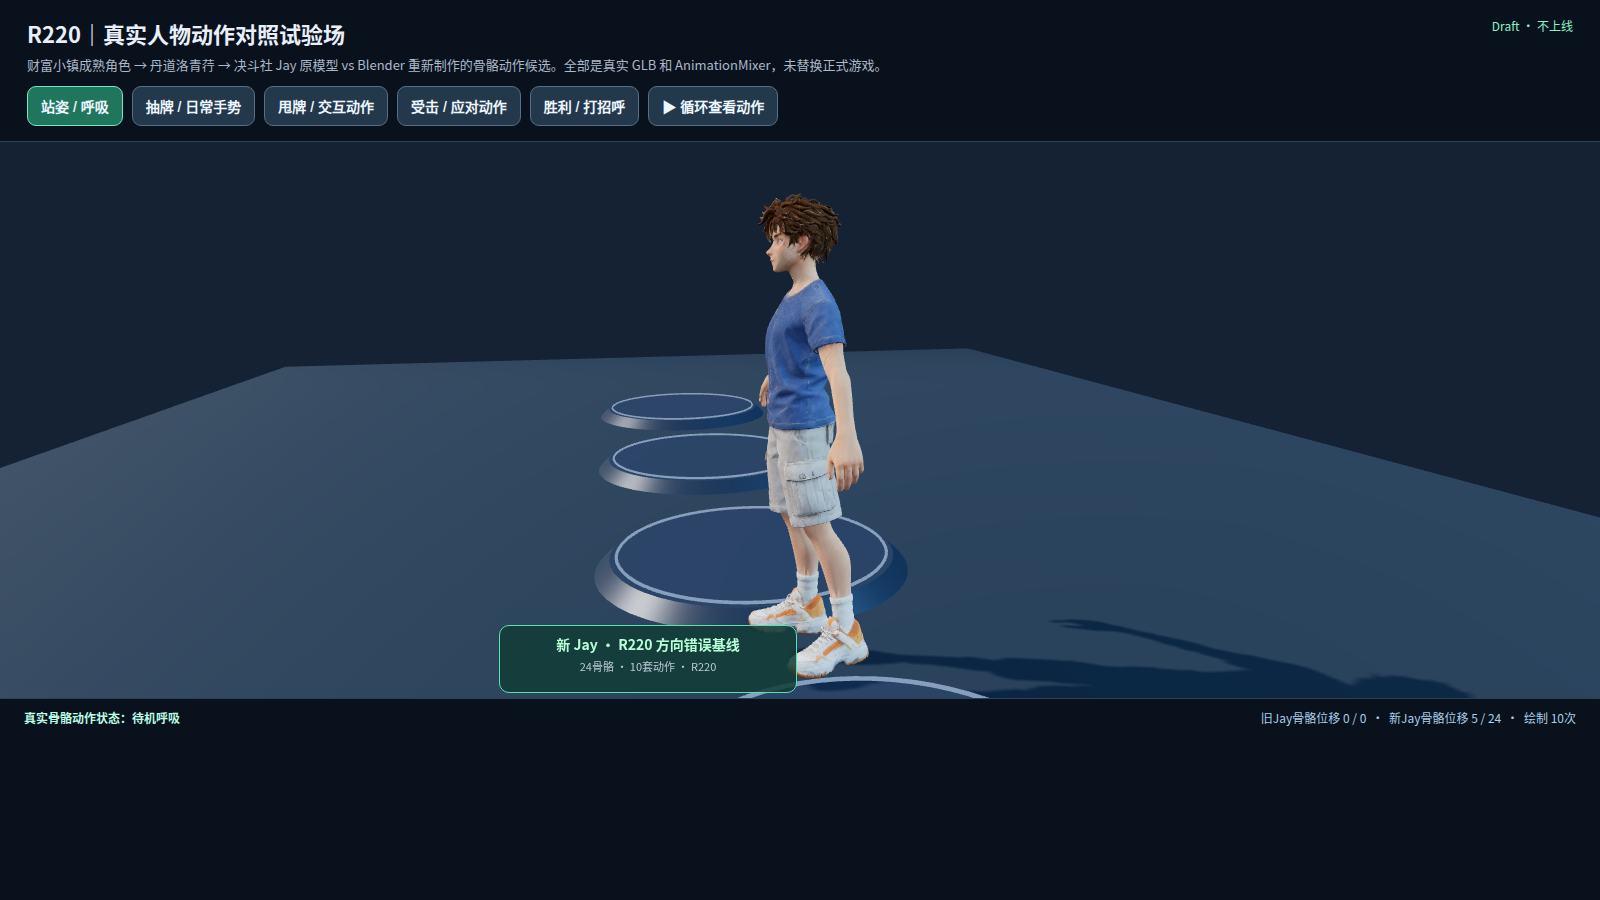 R220｜真实人物动作对照试验场
Draft · 不上线
财富小镇成熟角色 → 丹道洛青荇 → 决斗社 Jay 原模型 vs Blender 重新制作的骨骼动作候选。全部是真实 GLB 和 AnimationMixer，未替换正式游戏。
站姿 / 呼吸
抽牌 / 日常手势
甩牌 / 交互动作
受击 / 应对动作
胜利 / 打招呼
▶ 循环查看动作
新 Jay · R220 方向错误基线
24骨骼 · 10套动作 · R220
真实骨骼动作状态：待机呼吸
旧Jay骨骼位移 0 / 0 · 新Jay骨骼位移 5 / 24 · 绘制 10次